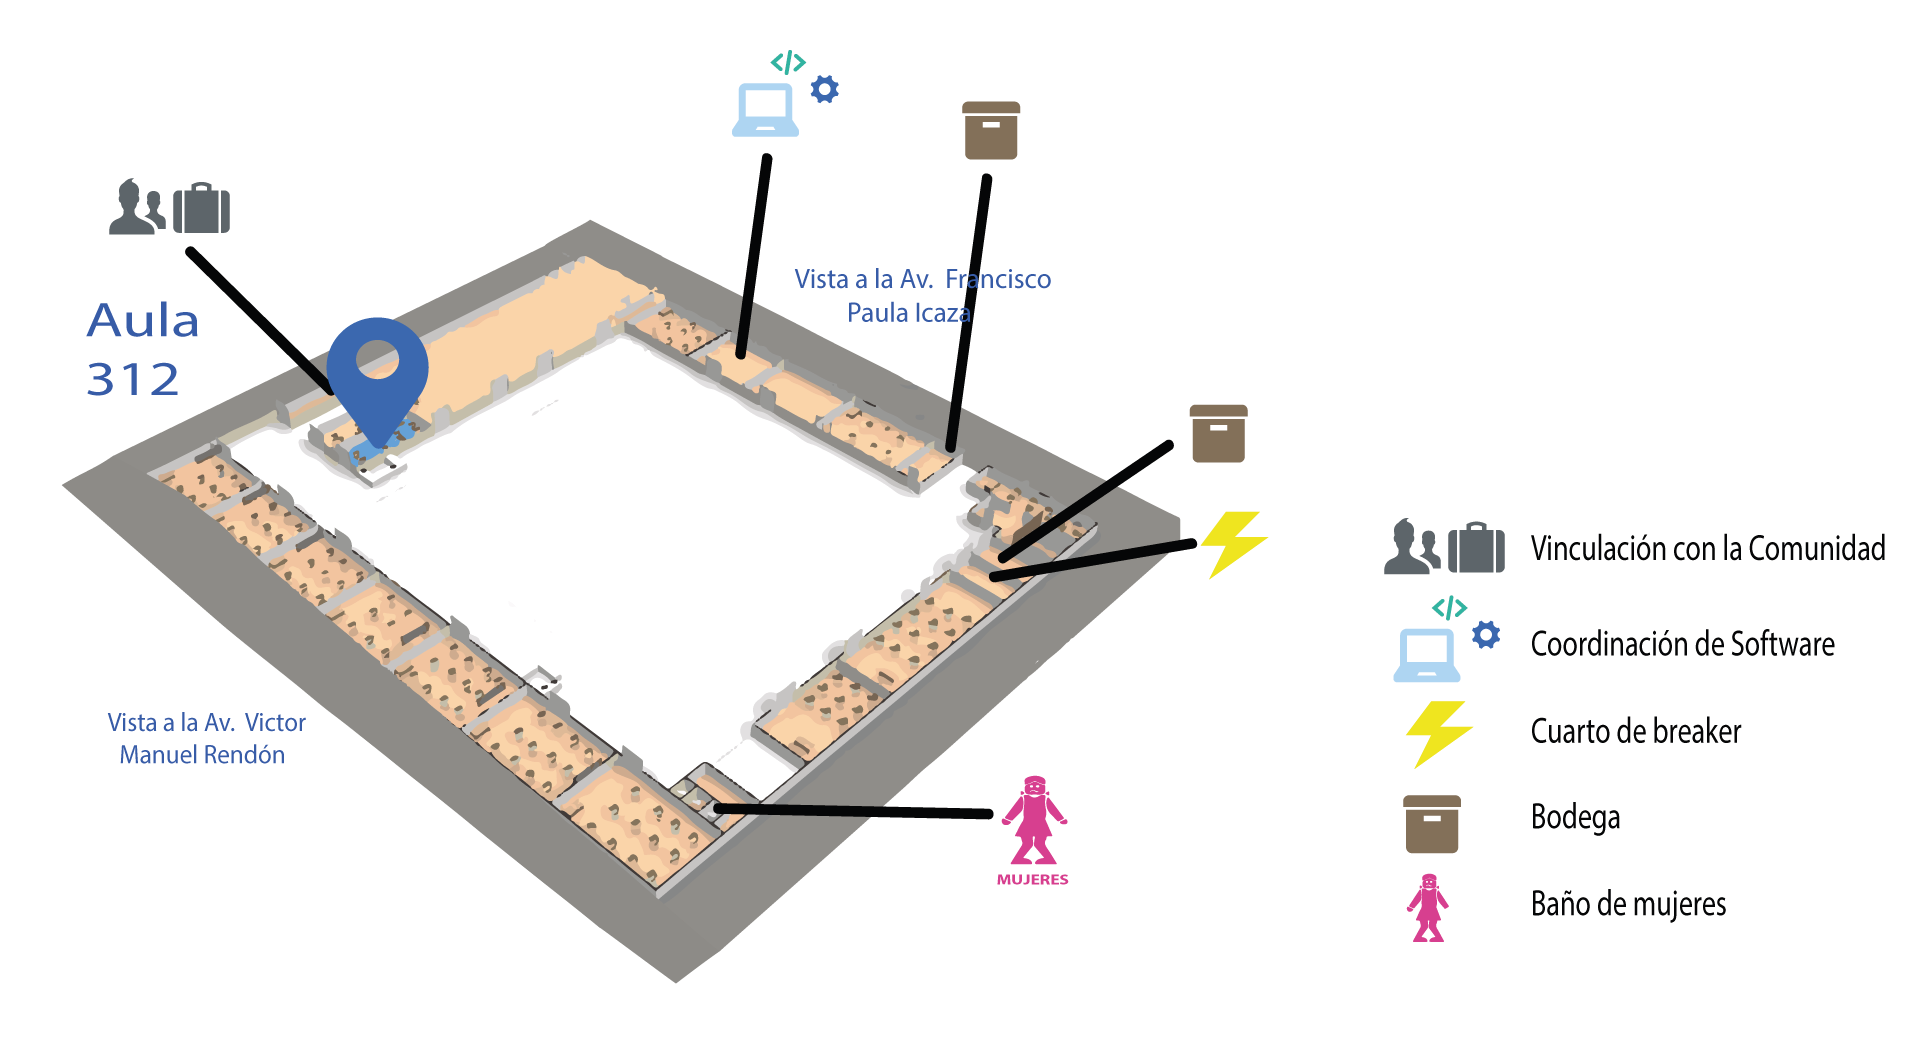 </>
Vista a la Av. Francisco
Paula Icaza
Aula
312
Vista a la Av. Victor
Manuel Rendón
MUJERES
Vinculación con la Comunidad
</>
Coordinación de Software
Cuarto de breaker
Bodega
Baño de mujeres